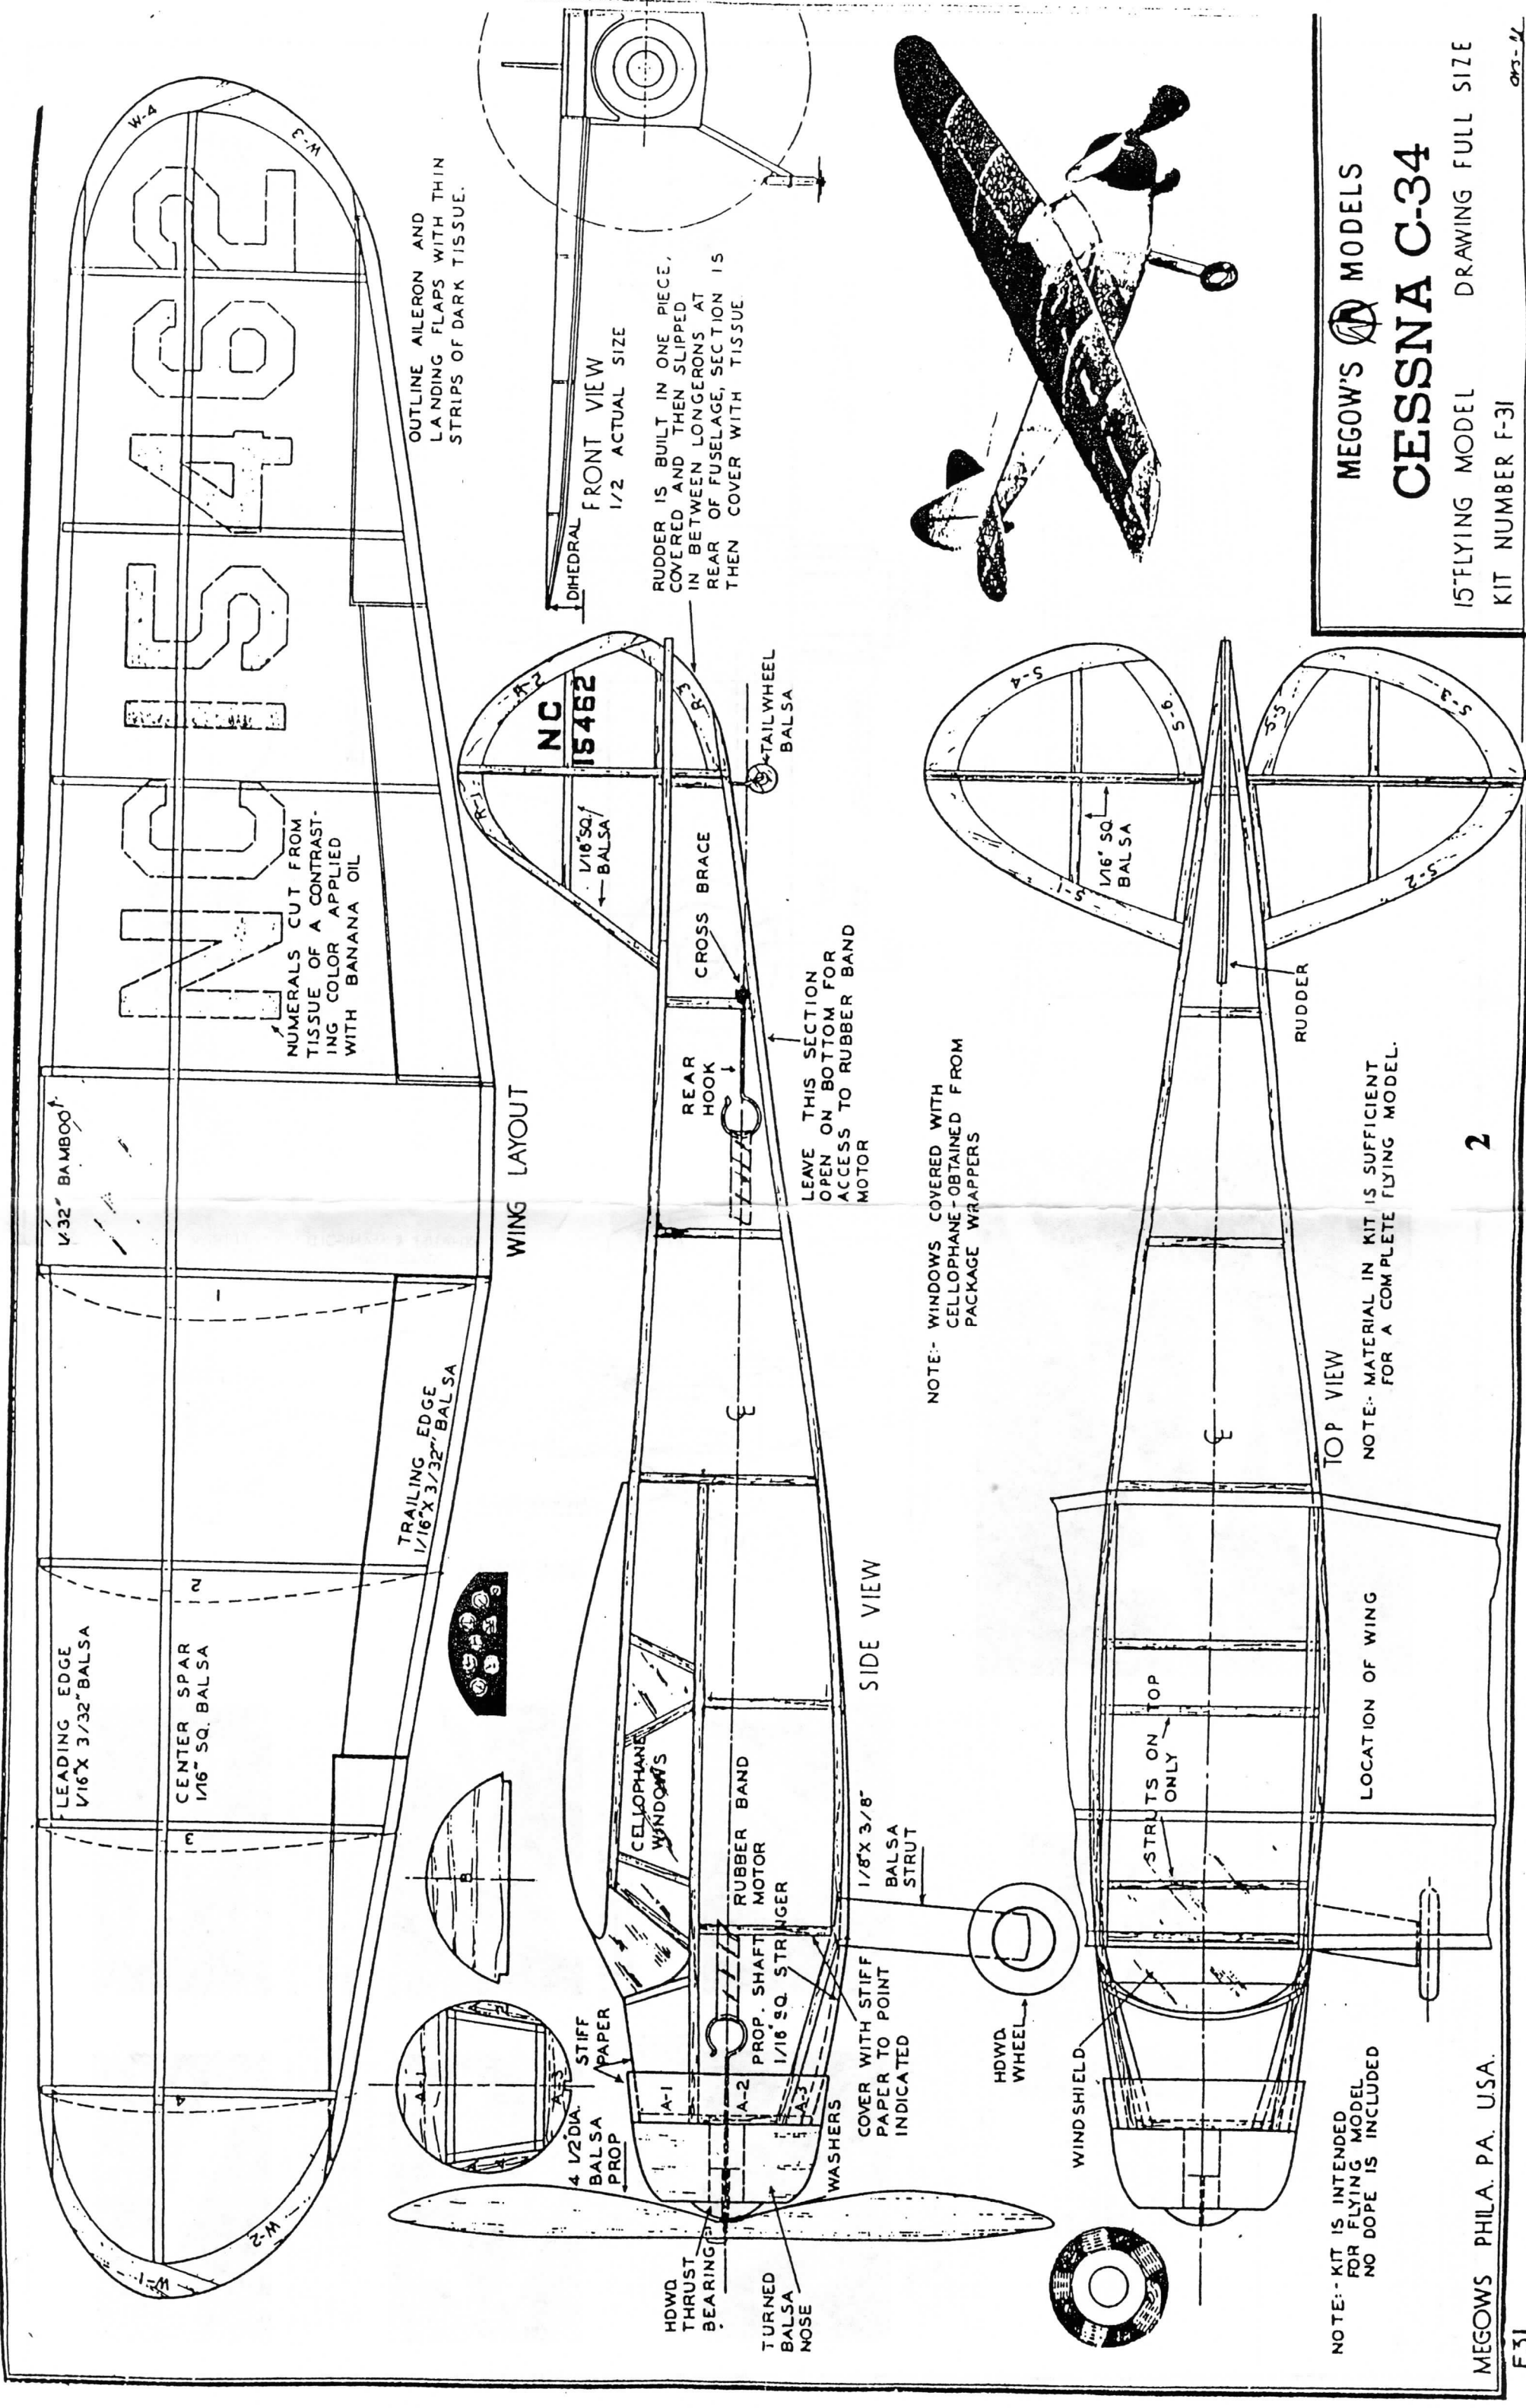 W-4
W-3
NC15462
NUMERALS CUT FROM
TISSUE OF A CONTRAST-
ING COLOR APPLIED
WITH BANANA OIL
OUTLINE AILERON AND
LANDING FLAPS WITH THIN
STRIPS OF DARK TISSUE.
1/32" BAMBOO
WING LAYOUT
LEADING EDGE
1/16"X 3/32" BALSA
CENTER SPAR
1/16" SQ. BALSA
TRAILING EDGE
1/16"X 3/32" BALSA
1
2
3
4
W-1
W-2
DIHEDRAL
FRONT VIEW
1/2 ACTUAL SIZE
RUDDER IS BUILT IN ONE PIECE,
COVERED AND THEN SLIPED
IN BETWEEN LONGERONS AT
REAR OF FUSELAGE, SECTION IS
THEN COVER WITH TISSUE
R-1
R-2
R-3
NC
15462
1/16" SQ.
BALSA
TAILWHEEL
BALSA
CROSS BRACE
REAR
HOOK
LEAVE THIS SECTION
OPEN ON BOTTOM FOR
ACCESS TO RUBBER BAND
MOTOR
SIDE VIEW
CELLOPHANE
WINDOWS
RUBBER BAND
MOTOR
PROP. SHAFT
1/16" SQ. STRINGER
1/8"X 3/8"
BALSA
STRUT
B
A-1
A-3
STIFF
PAPER
4 1/2" DIA.
BALSA
PROP
A-1
A-2
A-3
WASHERS
COVER WITH STIFF
PAPER TO POINT
INDICATED
HDWD
WHEEL
HDWD
THRUST
BEARING
TURNED
BALSA
NOSE
NOTE:- WINDOWS COVERED WITH
CELLOPHANE-OBTAINED FROM
PACKAGE WRAPPERS
S-4
S-6
S-5
S-3
S-1
S-2
1/16" SQ
BALSA
RUDDER
TOP VIEW
STRUTS ON TOP
ONLY
LOCATION OF WING
WINDSHIELD
NOTE:- MATERIAL IN KIT IS SUFFICIENT
FOR A COMPLETE FLYING MODEL.
NOTE:- KIT IS INTENDED
FOR FLYING MODEL
NO DOPE IS INCLUDED
MEGOW'S MODELS
CESSNA C-34
15" FLYING MODEL DRAWING FULL SIZE
KIT NUMBER F-31
2
MEGOWS PHILA. PA. U.S.A.
F31